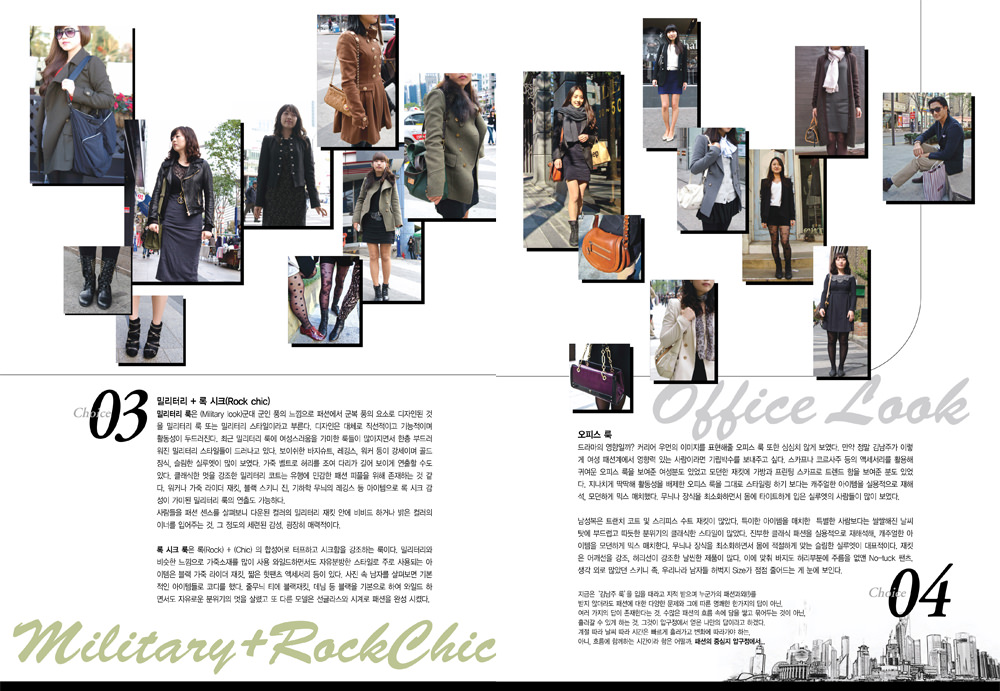 Choice 03
밀리터리 + 록 시크(Rock chic)
밀리터리 룩은 (Military look)군대 군인 풍의 느낌으로 패션에서 군복 풍의 요소로 디자인된 것
을 밀리터리 룩 또는 밀리터리 스타일이라고 부른다. 디자인은 대체로 직선적이고 기능적이며
활동성이 두드러진다. 최근 밀리터리 룩에 여성스러움을 가미한 룩들이 많아지면서 한층 부드러
워진 밀리터리 스타일들이 드러나고 있다. 보이쉬한 바지슈트, 레깅스, 워커 등이 강세이며 골드
장식, 슬림한 실루엣이 많이 보였다. 가죽 벨트로 허리를 조여 다리가 길어 보이게 연출할 수도
있다. 클래식한 멋을 강조한 밀리터리 코트는 유행에 민감한 패션 피플을 위해 존재하는 것 같
다. 워커나 가죽 라이더 재킷, 블랙 스키니 진, 기하학 무늬의 레깅스 등 아이템으로 록 시크 감
성이 가미된 밀리터리 룩의 연출도 가능하다.
사람들을 패션 센스를 살펴보니 다운된 컬러의 밀리터리 재킷 안에 비비드 하거나 밝은 컬러의
이너를 입어주는 것, 그 정도의 세련된 감성, 굉장히 매력적이다.
록 시크 룩은 록(Rock) + (Chic) 의 합성어로 터프하고 시크함을 강조하는 룩이다. 밀리터리와
비슷한 느낌으로 가죽소재를 많이 사용 와일드하면서도 자유분방한 스타일로 주로 사용되는 아
이템은 블랙 가죽 라이더 재킷, 짧은 핫팬츠 액세서리 등이 있다. 사진 속 남자를 살펴보면 기본
적인 아이템들로 코디를 했다. 줄무늬 티에 블랙자킷, 데님 등 블랙을 기본으로 하여 와일드 하
면서도 자유로운 분위기의 멋을 살렸고 또 다른 모델은 선글라스와 시계로 패션을 완성 시켰다.
Military+RockChic
Office Look
오피스 룩
드라마의 영향일까? 커리어 우먼의 이미지를 표현해줄 오피스 룩 또한 심심치 않게 보였다. 만약 정말 김남주가 이렇
게 여성 패션계에서 영향력 있는 사람이라면 기립박수를 보내주고 싶다. 스카프나 코르사주 등의 액세서리를 활용해
귀여운 오피스 룩을 보여준 여성분도 있었고 모던한 재킷에 가방과 프린팅 스카프로 트렌드 함을 보여준 분도 있었
다. 지나치게 딱딱해 활동성을 배제한 오피스 룩을 그대로 스타일링 하기 보다는 캐주얼한 아이템을 실용적으로 재해
석, 모던하게 믹스 매치했다. 무늬나 장식을 최소화하면서 몸에 타이트하게 입은 실루엣의 사람들이 많이 보였다.
남성복은 트랜치 코트 및 스리피스 수트 재킷이 많았다. 특이한 아이템을 매치한 특별한 사람보다는 쌀쌀해진 날씨
탓에 부드럽고 따듯한 분위기의 클래식한 스타일이 많았다. 진부한 클래식 패션을 실용적으로 재해석해, 캐주얼한 아
이템을 모던하게 믹스 매치한다. 무늬나 장식을 최소화하면서 몸에 적절하게 맞는 슬림한 실루엣이 대표적이다. 재킷
은 어깨선을 강조, 허리선이 강조한 날씬한 제품이 많다. 이에 맞춰 바지도 허리부분에 주름을 없앤 No-tuck 팬츠,
생각 외로 많았던 스키니 족, 우리나라 남자들 허벅지 Size가 점점 줄어드는 게 눈에 보인다.
지금은 '김남주 룩'을 입을 때라고 지적 받으며 누군가의 패션과
받지 않더라도 패션에 대한 다양한 문제와 그에 따른 명쾌한 한가지의 답이 아닌,
여러 가지의 답이 존재한다는 것. 수많은 패션의 흐름 속에 답을 쌓고 묶어두는 것이 아닌,
흘러갈 수 있게 하는 것. 그것이 압구정에서 얻은 나만의 답이라고 하겠다.
계절 따라 날씨 따라 시간은 빠르게 흘러가고 변화에 따라가야 하는,
아니, 흐름에 함께하는 시간이라 함은 어떨까. 패션의 중심지 압구정에서..
Choice 04